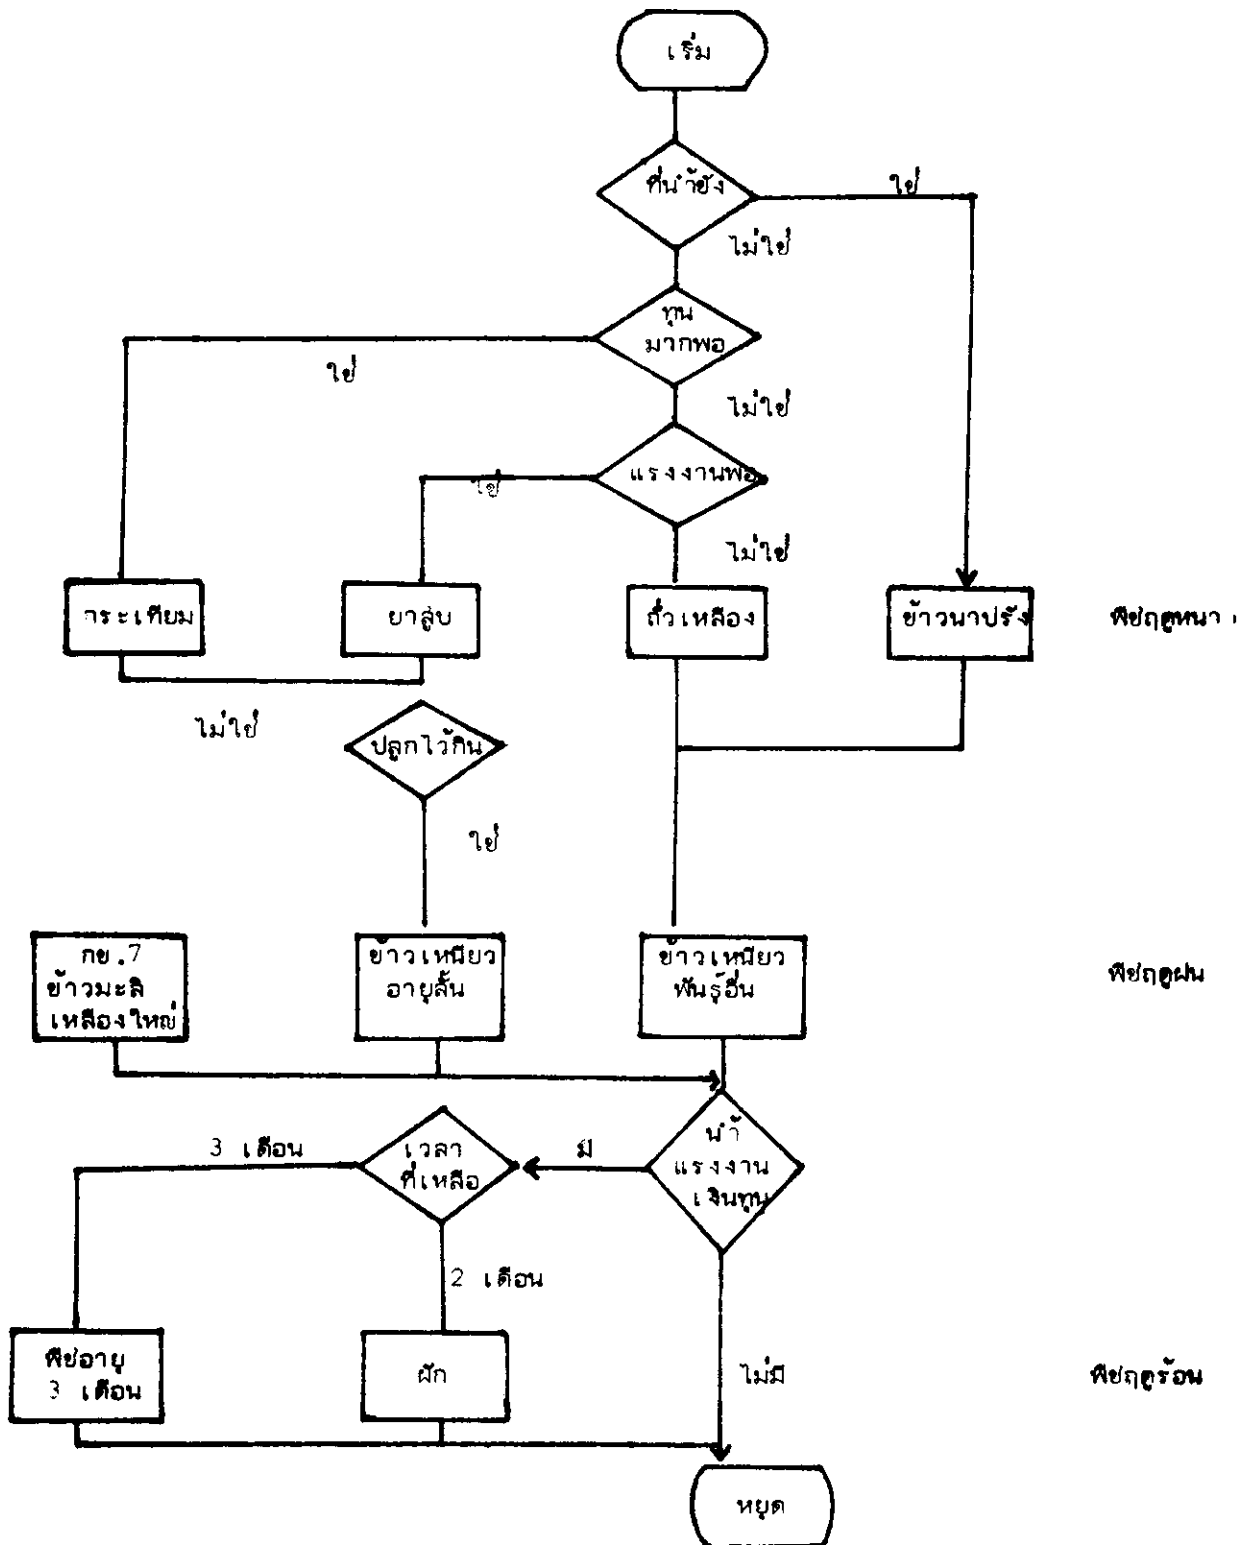 เริ่ม
ที่น้ำขัง
ใช่
ไม่ใช่
ทุน
มากพอ
ใช่
ไม่ใช่
แรงงานพอ
ใช่
ไม่ใช่
กระเทียม
ยาสูบ
ถั่วเหลือง
ข้าวนาปรัง
พืชฤดูหนาว
ไม่ใช่
ปลูกไว้กิน
ใช่
กข.7
ข้าวมะลิ
เหลืองใหญ่
ข้าวเหนียว
อายุสั้น
ข้าวเหนียว
พันธุ์อื่น
พืชฤดูฝน
3 เดือน
เวลา
ที่เหลือ
มี
น้ำ
แรงงาน
เงินทุน
2 เดือน
พืชอายุ
3 เดือน
ผัก
ไม่มี
พืชฤดูร้อน
หยุด